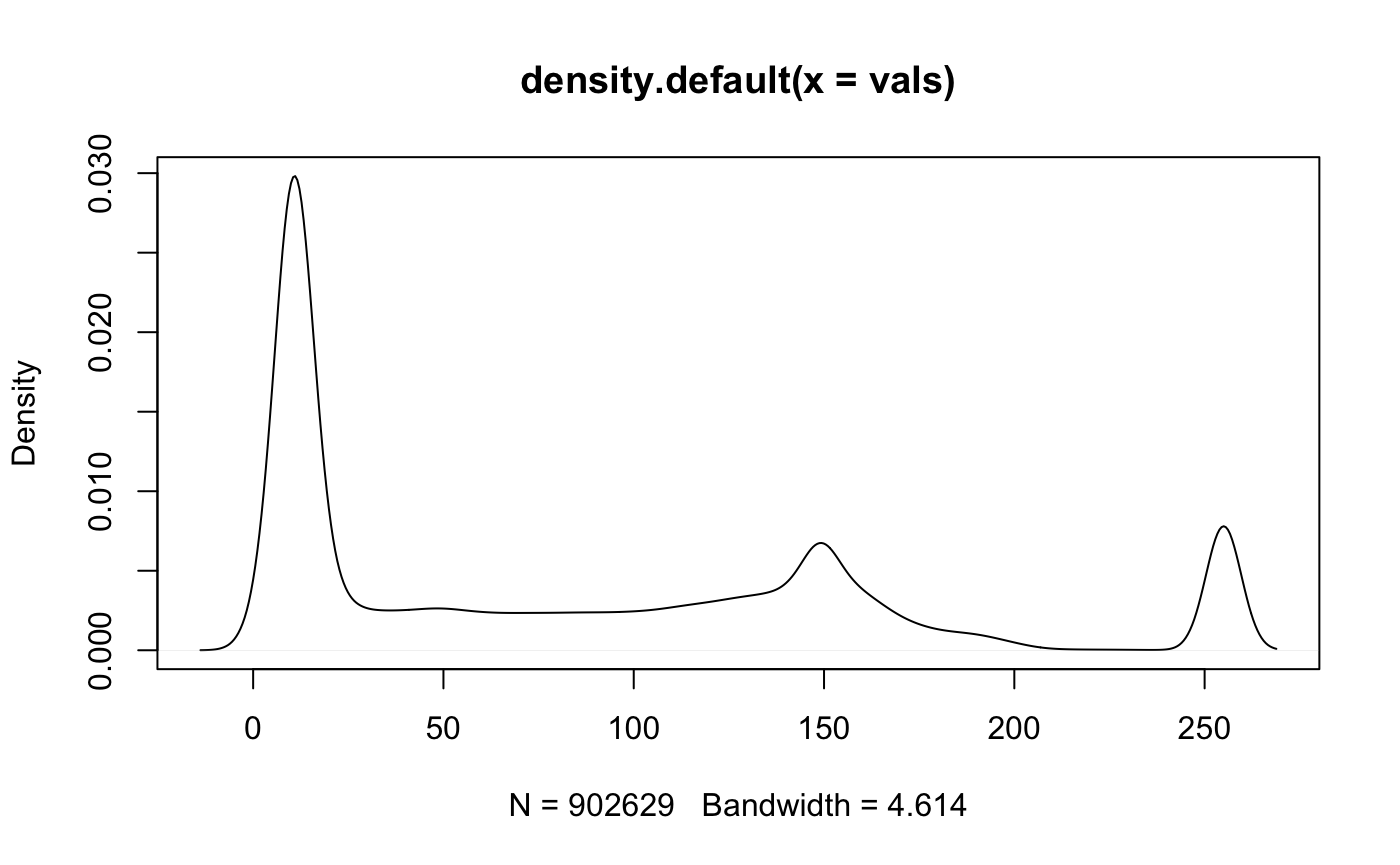 density.default(x = vals)
Density
0.030
0.020
0.010
0.000
0 50 100 150 200 250
N = 902629 Bandwidth = 4.614